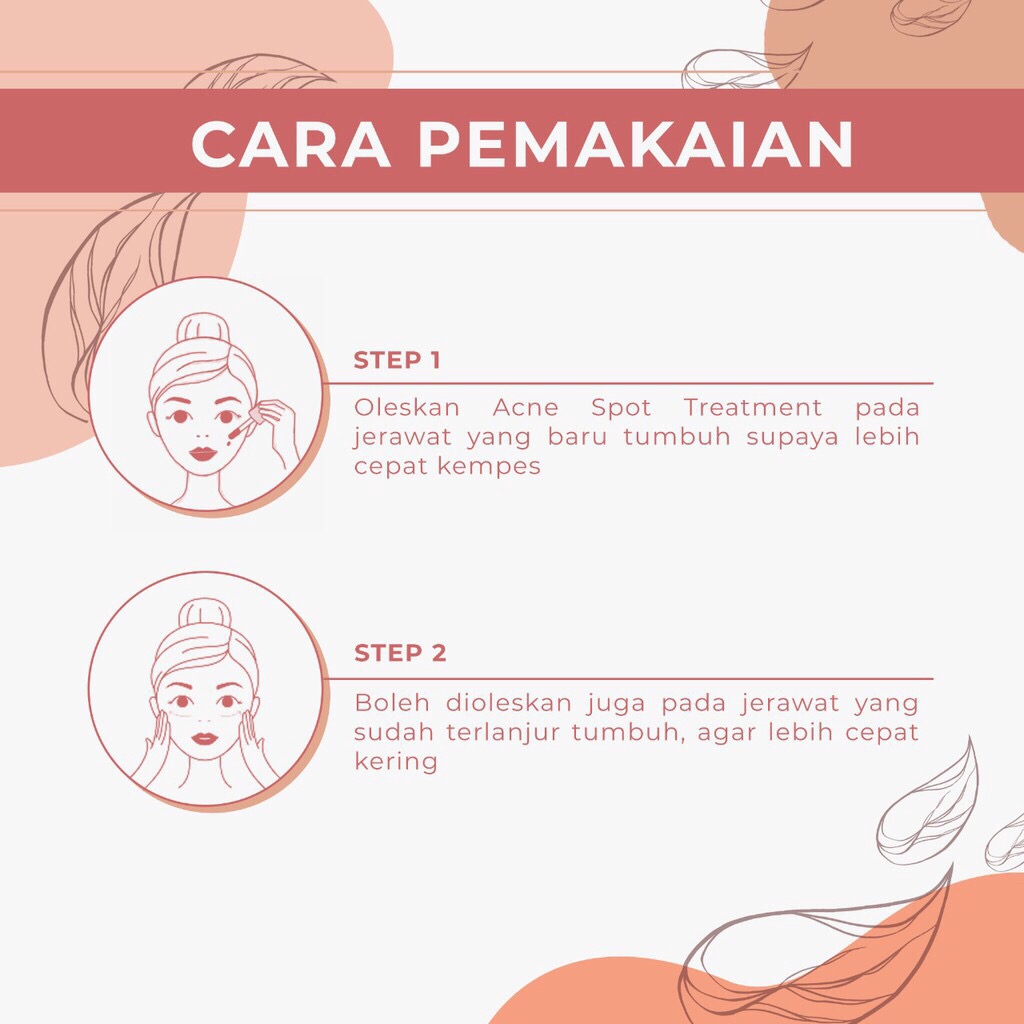 CARA PEMAKAIAN
STEP 1
Oleskan Acne Spot Treatment pada
jerawat yang baru tumbuh supaya lebih
cepat kempes
STEP 2
Boleh dioleskan juga pada jerawat yang
sudah terlanjur tumbuh, agar lebih cepat
kering